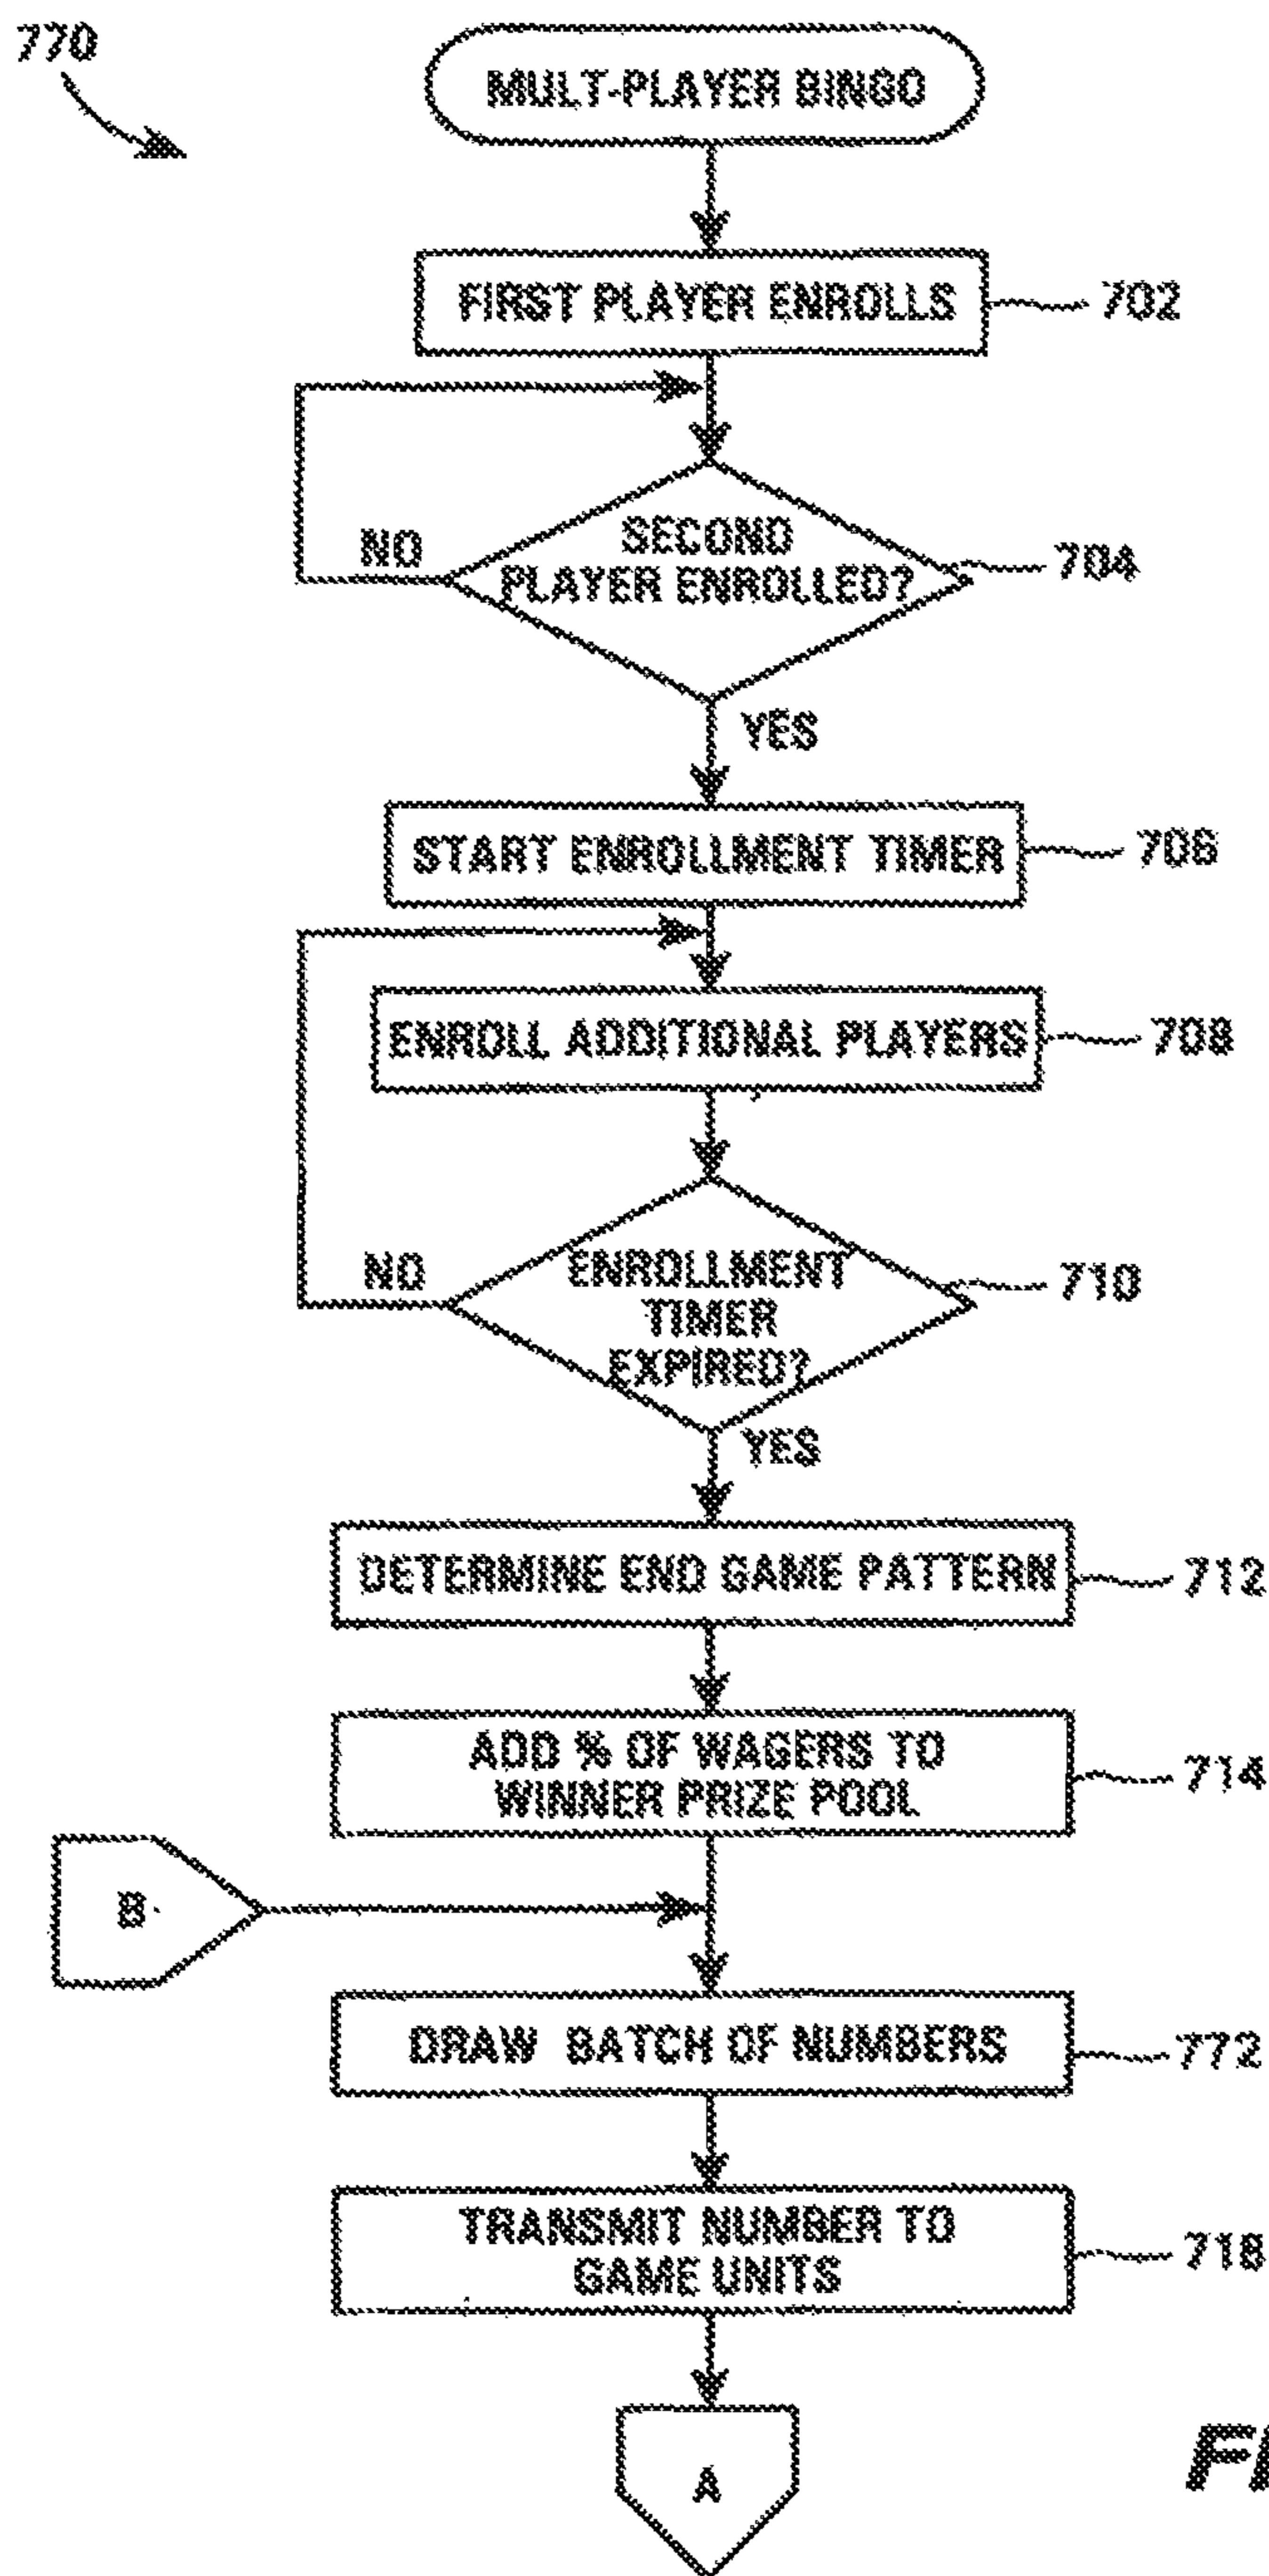 770
MULT-PLAYER BINGO
FIRST PLAYER ENROLLS
702
NO
SECOND
PLAYER ENROLLED?
704
YES
START ENROLLMENT TIMER
706
ENROLL ADDITIONAL PLAYERS
708
NO
ENROLLMENT
TIMER
EXPIRED?
710
YES
DETERMINE END GAME PATTERN
712
ADD % OF WAGERS TO
WINNER PRIZE POOL
714
B
DRAW BATCH OF NUMBERS
772
TRANSMIT NUMBER TO
GAME UNITS
718
A